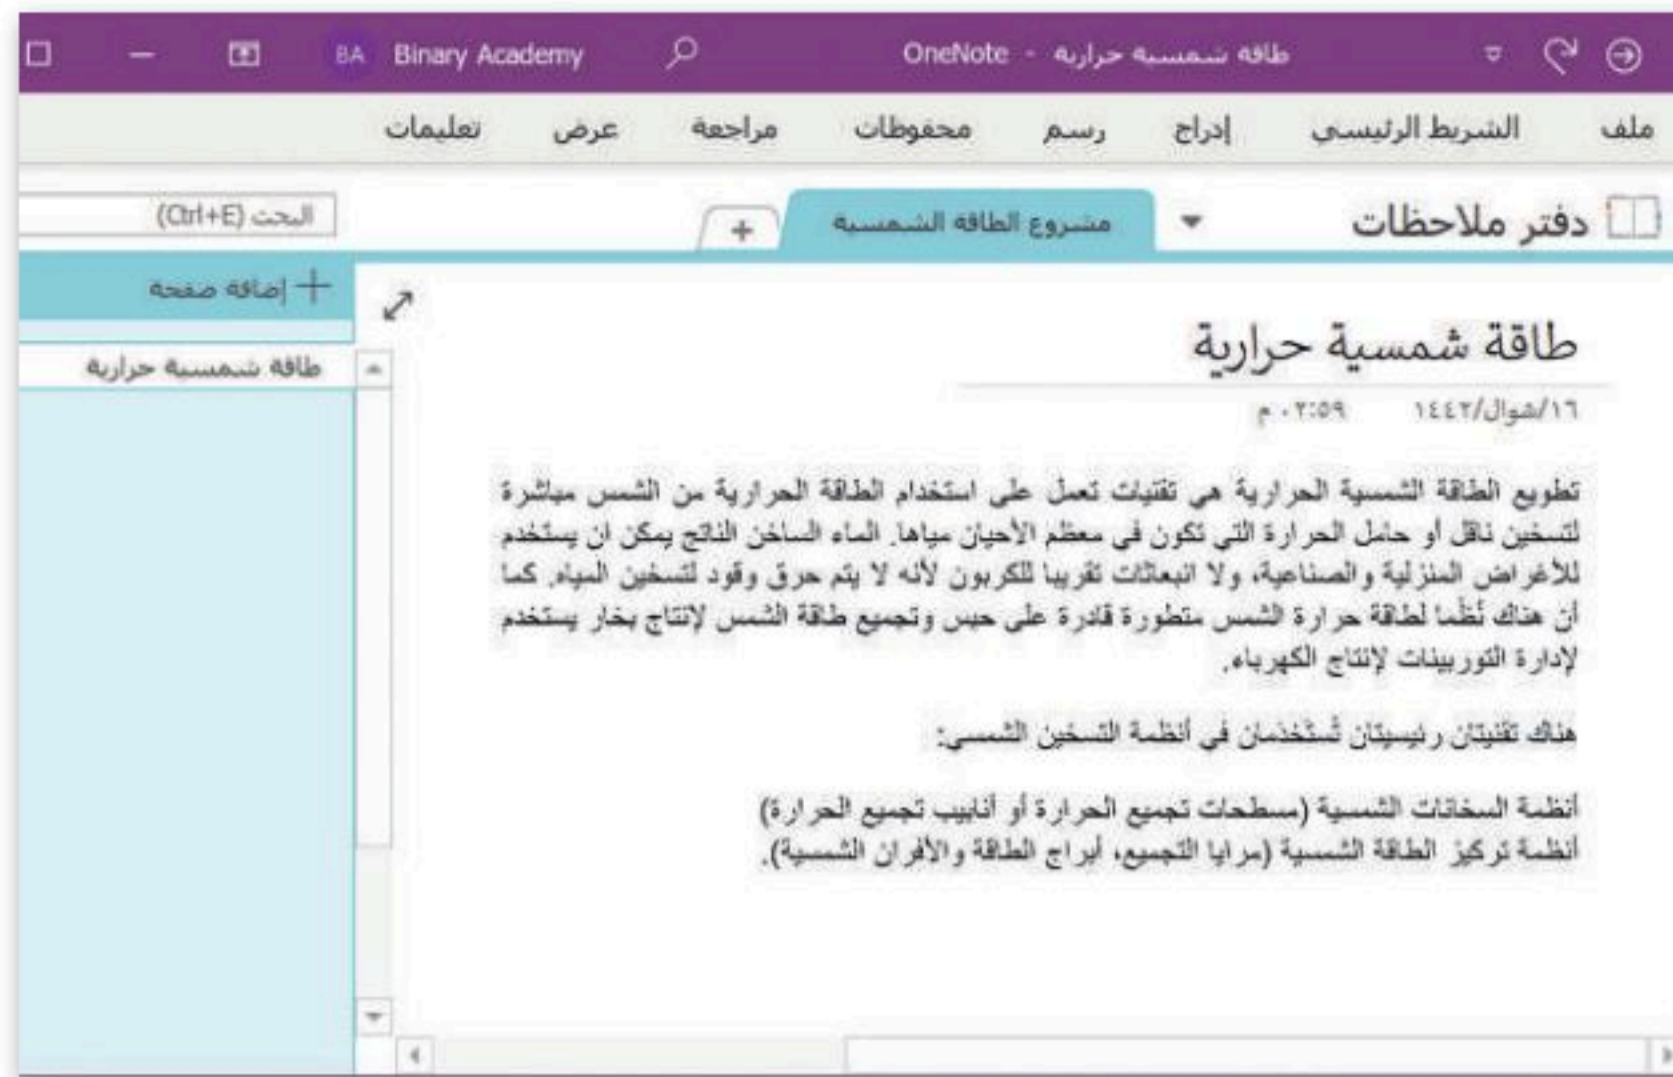 طاقة شمسية حرارية - OneNote
Binary Academy BA
ملف الشريط الرئيسي إدراج رسم محفوظات مراجعة عرض تعليمات
دفتر ملاحظات
مشروع الطاقة الشمسية +
البحث (Ctrl+E)
إضافة صفحة
طاقة شمسية حرارية
طاقة شمسية حرارية
١٦/شوال/١٤٤٢ ٠٢:٥٩ م
تطويع الطاقة الشمسية الحرارية هي تقنيات تعمل على استخدام الطاقة الحرارية من الشمس مباشرة
لتسخين ناقل أو حامل الحرارة التي تكون في معظم الأحيان مياها. الماء الساخن الناتج يمكن ان يستخدم
للأغراض المنزلية والصناعية، ولا انبعاثات تقريبا للكربون لأنه لا يتم حرق وقود لتسخين المياه. كما
أن هناك نُظُما لطاقة حرارة الشمس متطورة قادرة على حبس وتجميع طاقة الشمس لإنتاج بخار يستخدم
لإدارة التوربينات لإنتاج الكهرباء.
هناك تقنيتان رئيسيتان تُستَخدَمان في أنظمة التسخين الشمسي:
أنظمة السخانات الشمسية (مسطحات تجميع الحرارة أو أنابيب تجميع الحرارة)
أنظمة تركيز الطاقة الشمسية (مرايا التجميع، أبراج الطاقة والأفران الشمسية).